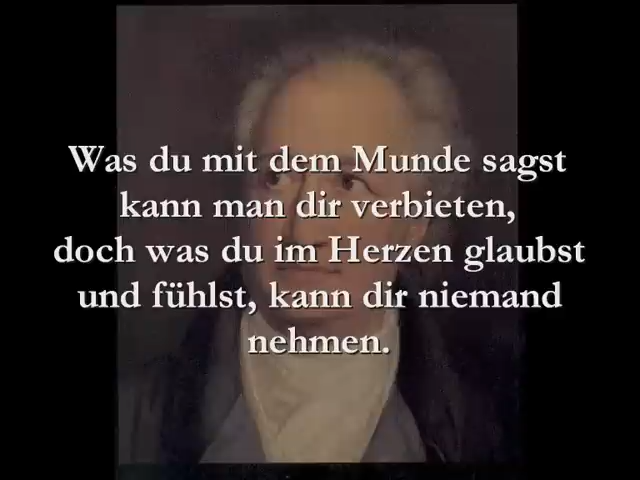 Was du mit dem Munde sagst
kann man dir verbieten,
doch was du im Herzen glaubst
und fühlst, kann dir niemand
nehmen.